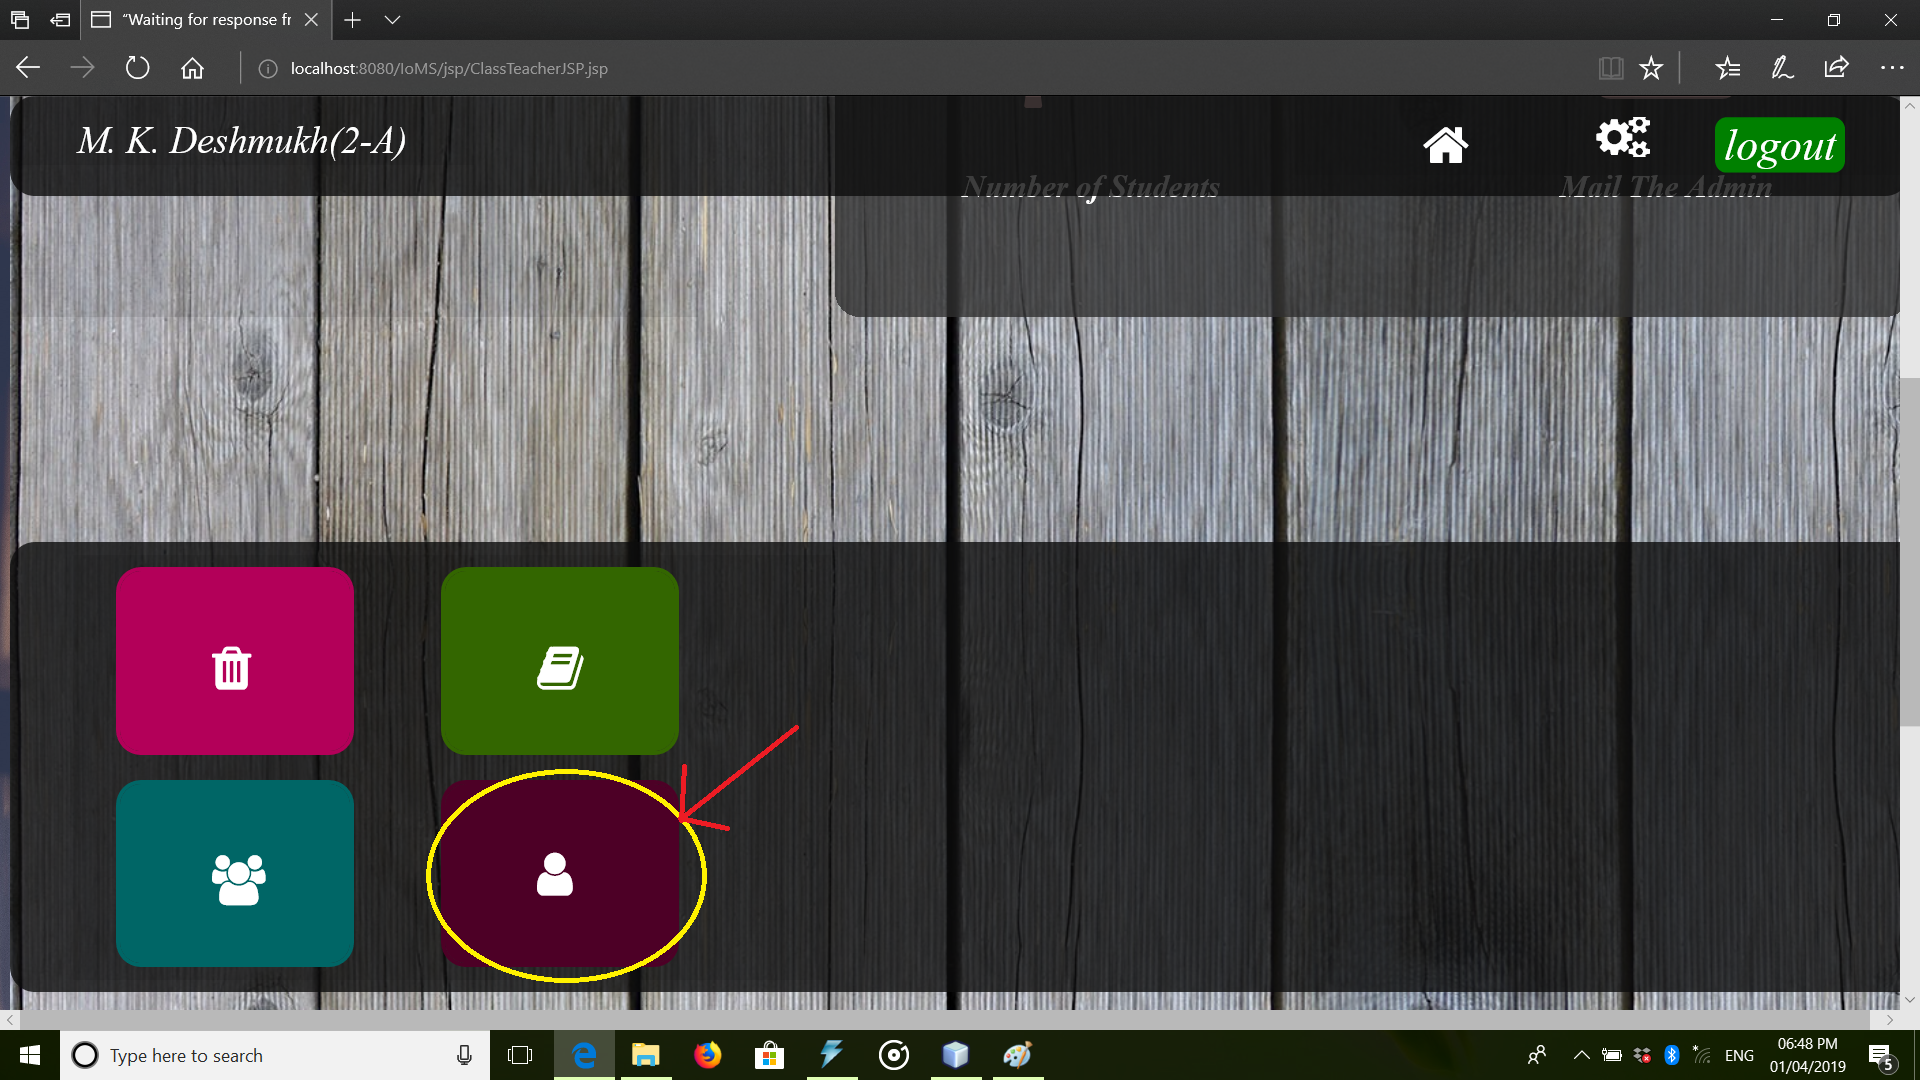 “Waiting for response fr
localhost:8080/IoMS/jsp/ClassTeacherJSP.jsp
M. K. Deshmukh(2-A)
logout
Number of Students
Mail The Admin
Type here to search
ENG
06:48 PM
01/04/2019
5